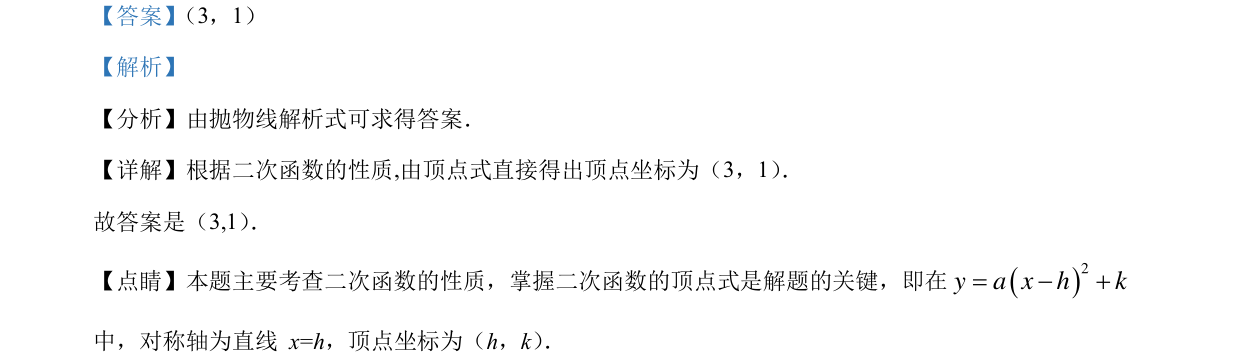 【答案】（3，1）
【解析】
【分析】由抛物线解析式可求得答案．
【详解】根据二次函数的性质,由顶点式直接得出顶点坐标为（3，1）．
故答案是（3,1）．
【点睛】本题主要考查二次函数的性质，掌握二次函数的顶点式是解题的关键，即在 y=a(x−h)²+k
中，对称轴为直线 x=h，顶点坐标为（h，k）．